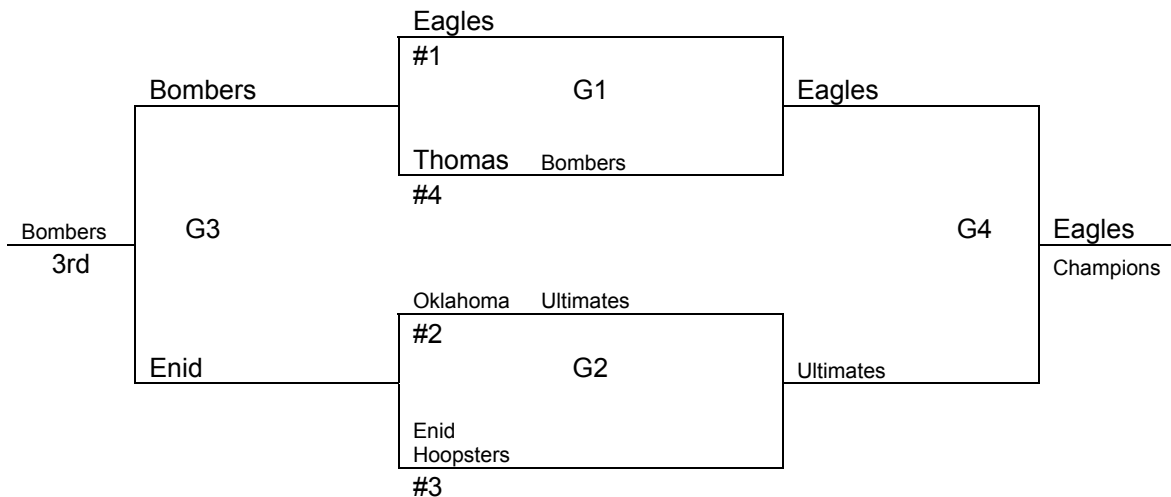 Eagles
#1
Bombers G1 Eagles
Thomas Bombers
#4
Bombers G3 G4 Eagles
3rd Champions
Oklahoma Ultimates
#2
Enid G2 Ultimates
Enid
Hoopsters
#3